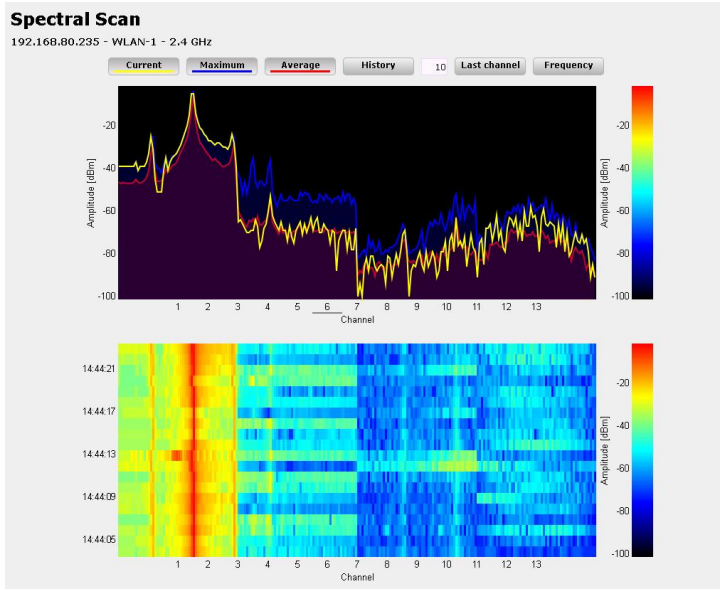 Spectral Scan
192.168.80.235 - WLAN-1 - 2.4 GHz
Current Maximum Average History 10 Last channel Frequency
-20
-40
-60
-80
-100
Amplitude [dBm]
1 2 3 4 5 6 7 8 9 10 11 12 13
Channel
-20
-40
-60
-80
-100
Amplitude [dBm]
14:44:21
14:44:17
14:44:13
14:44:09
14:44:05
1 2 3 4 5 6 7 8 9 10 11 12 13
Channel
-20
-40
-60
-80
-100
Amplitude [dBm]